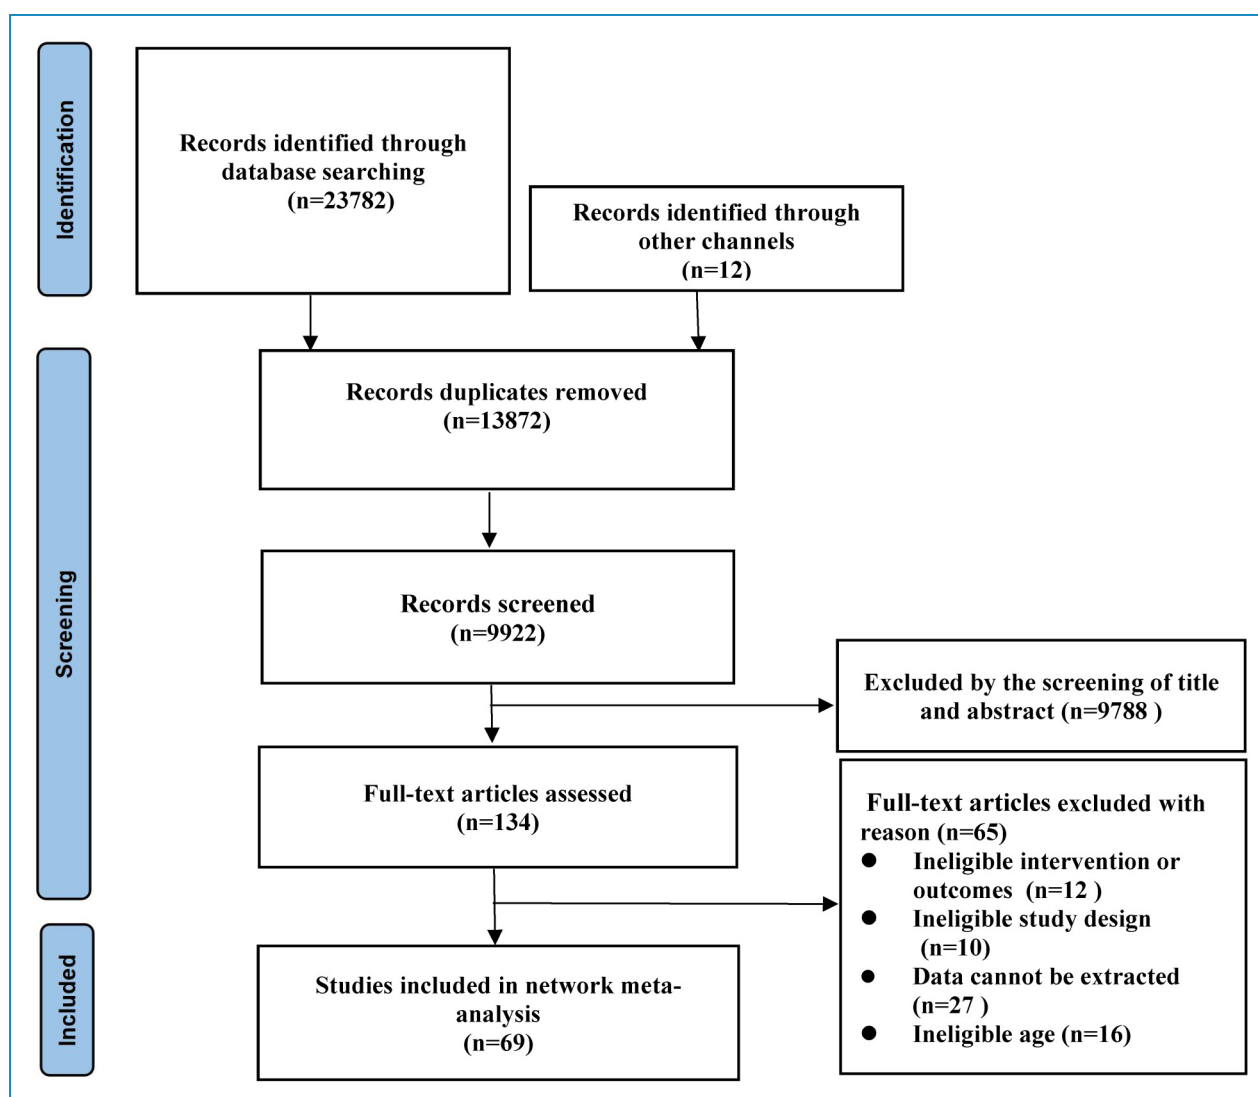 Identification
Records identified through
database searching
(n=23782)
Records identified through
other channels
(n=12)
Screening
Records duplicates removed
(n=13872)
Records screened
(n=9922)
Excluded by the screening of title
and abstract (n=9788 )
Full-text articles assessed
(n=134)
Full-text articles excluded with
reason (n=65)
● Ineligible intervention or
outcomes (n=12 )
● Ineligible study design
(n=10)
● Data cannot be extracted
(n=27 )
● Ineligible age (n=16)
Included
Studies included in network meta-
analysis
(n=69)